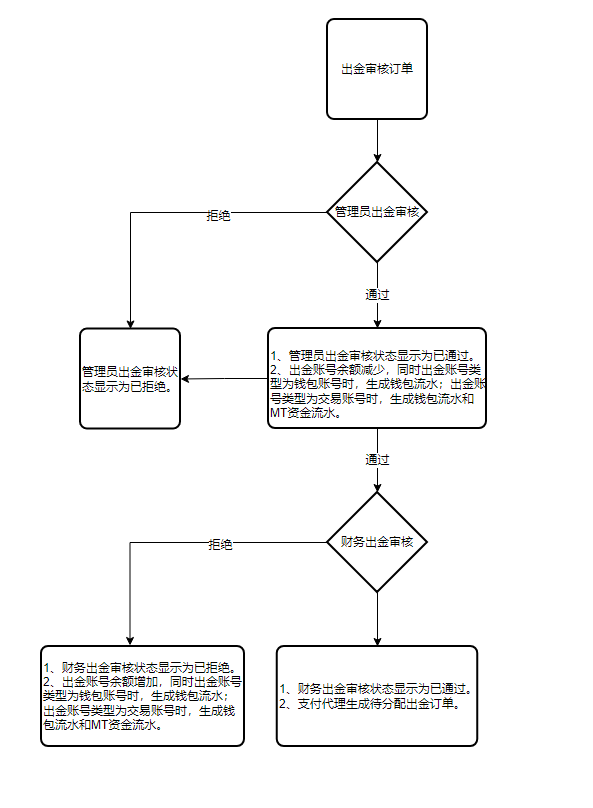 出金审核订单
管理员出金审核
拒绝
通过
管理员出金审核状
态显示为已拒绝。
1、管理员出金审核状态显示为已通过。
2、出金账号余额减少，同时出金账号类
型为钱包账号时，生成钱包流水；出金账
号类型为交易账号时，生成钱包流水和
MT资金流水。
通过
财务出金审核
拒绝
1、财务出金审核状态显示为已拒绝。
2、出金账号余额增加，同时出金账号
类型为钱包账号时，生成钱包流水；
出金账号类型为交易账号时，生成钱
包流水和MT资金流水。
1、财务出金审核状态显示为已通过。
2、支付代理生成待分配出金订单。